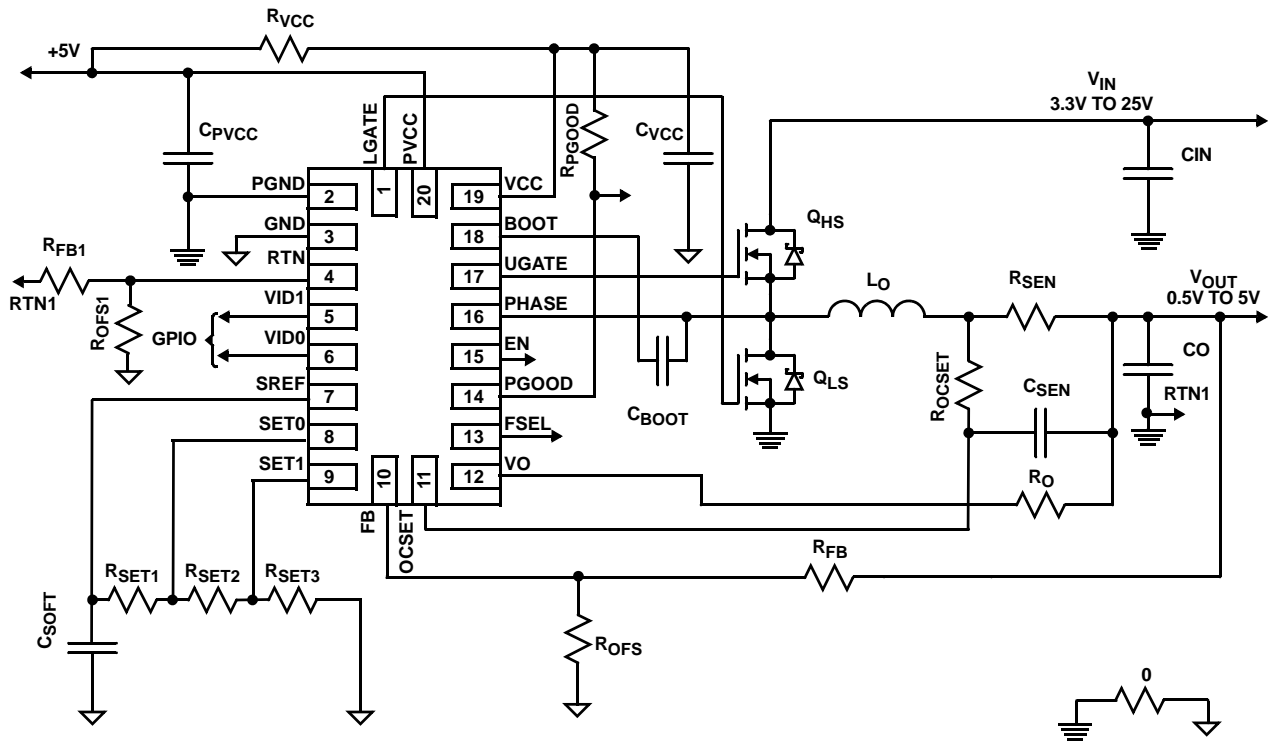 RVCC
+5V
VIN
3.3V TO 25V
CPVCC
LGATE
PVCC
RPGOOD
CVCC
CIN
PGND
2
1
20
19
VCC
GND
3
18
BOOT
QHS
RFB1
RTN
4
17
UGATE
RTN1
ROFS1
VID1
5
16
PHASE
LO
RSEN
VOUT
0.5V TO 5V
GPIO
VID0
6
15
EN
QLS
CO
SREF
7
14
PGOOD
CBOOT
ROCSET
CSEN
RTN1
SET0
8
13
FSEL
SET1
9
10
11
12
VO
RO
FB
OCSET
RFB
RSET1
RSET2
RSET3
CSOFT
ROFS
0